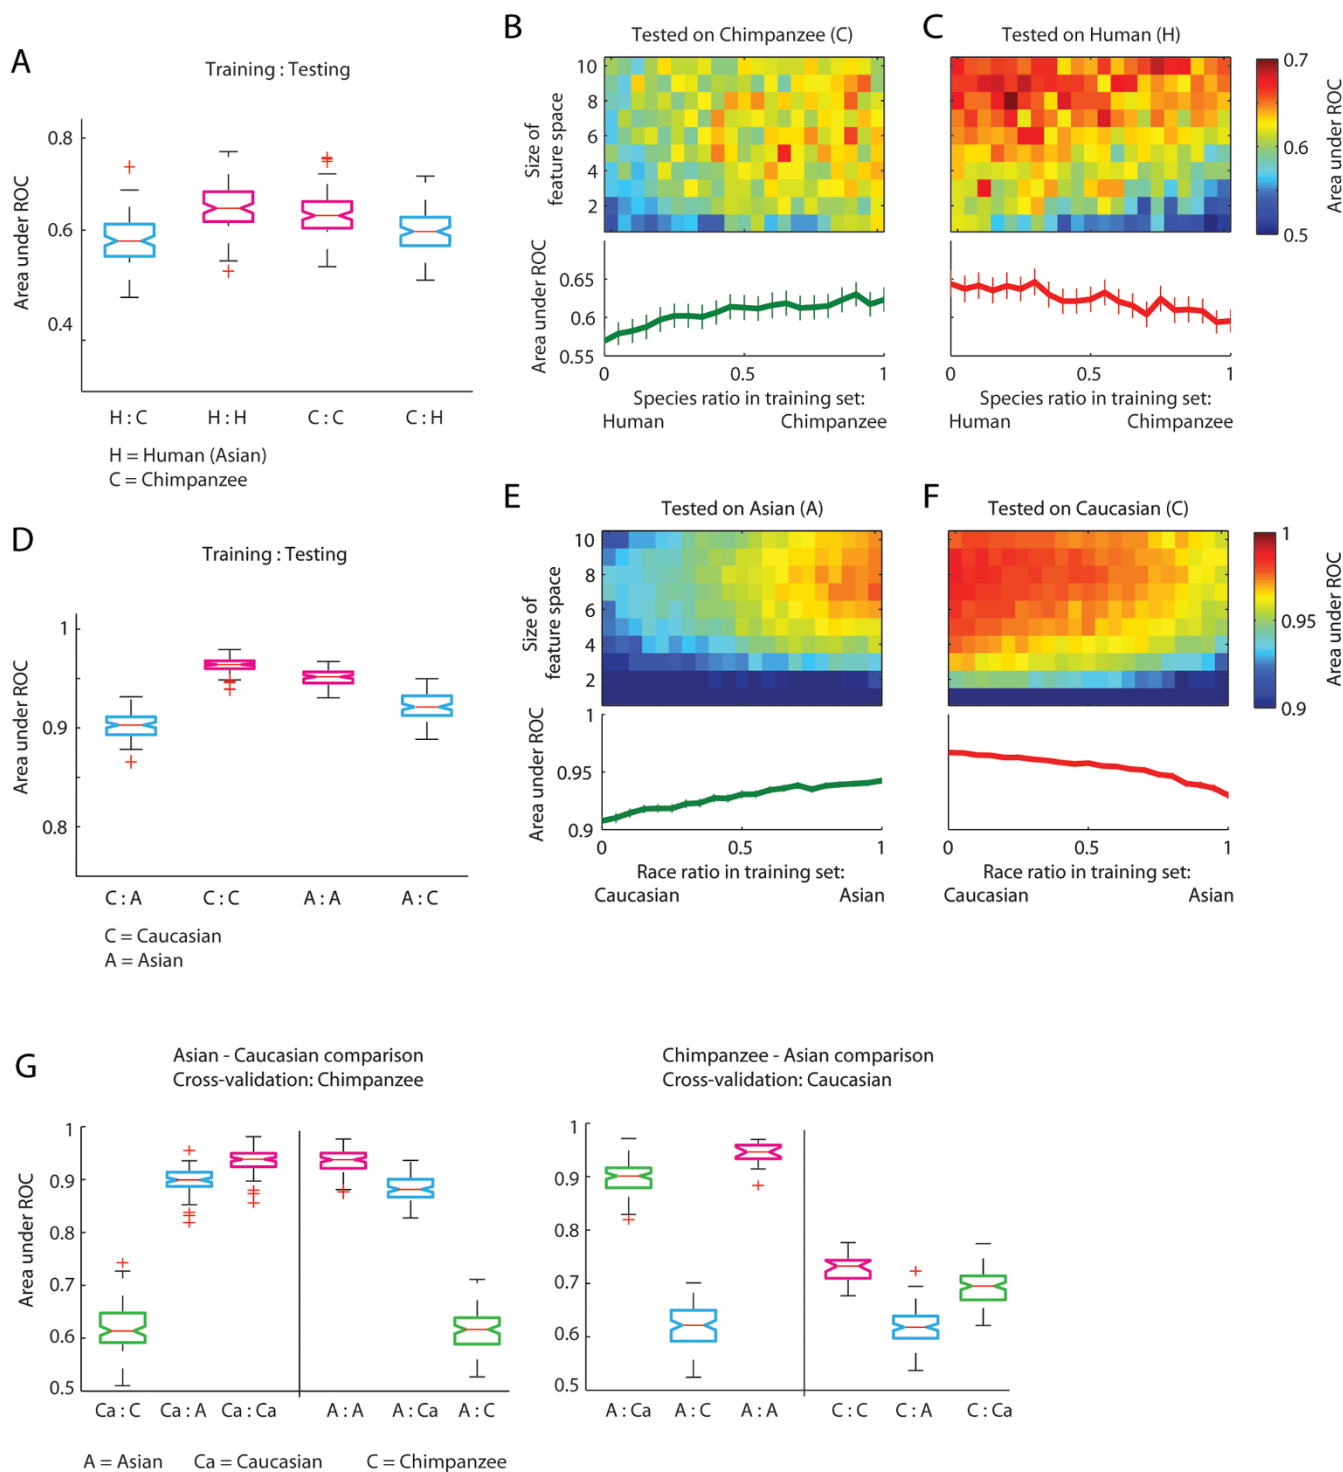 A
Training : Testing
Area under ROC
0.8
0.6
0.4
H : C
H : H
C : C
C : H
H = Human (Asian)
C = Chimpanzee
B
Tested on Chimpanzee (C)
Size of
feature space
10
8
6
4
2
Area under ROC
0.65
0.6
0.55
0
0.5
1
Species ratio in training set:
Human
Chimpanzee
C
Tested on Human (H)
0.7
0.6
0.5
Area under ROC
0
0.5
1
Species ratio in training set:
Human
Chimpanzee
D
Training : Testing
Area under ROC
1
0.9
0.8
C : A
C : C
A : A
A : C
C = Caucasian
A = Asian
E
Tested on Asian (A)
Size of
feature space
10
8
6
4
2
Area under ROC
1
0.95
0.9
0
0.5
1
Race ratio in training set:
Caucasian
Asian
F
Tested on Caucasian (C)
1
0.95
0.9
Area under ROC
0
0.5
1
Race ratio in training set:
Caucasian
Asian
G
Asian - Caucasian comparison
Cross-validation: Chimpanzee
Area under ROC
1
0.9
0.8
0.7
0.6
0.5
Ca : C
Ca : A
Ca : Ca
A : A
A : Ca
A : C
Chimpanzee - Asian comparison
Cross-validation: Caucasian
1
0.9
0.8
0.7
0.6
0.5
A : Ca
A : C
A : A
C : C
C : A
C : Ca
A = Asian
Ca = Caucasian
C = Chimpanzee